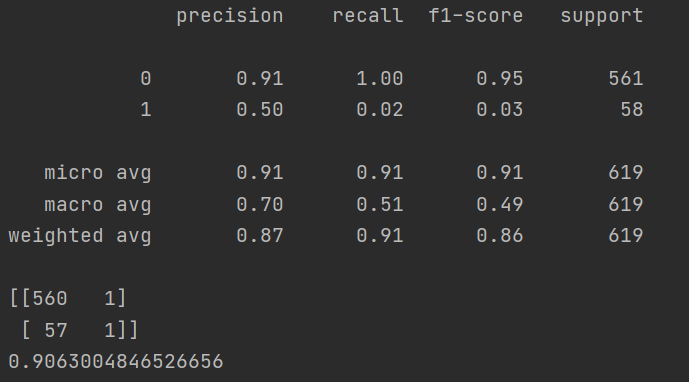 precision recall f1-score support
0 0.91 1.00 0.95 561
1 0.50 0.02 0.03 58
micro avg 0.91 0.91 0.91 619
macro avg 0.70 0.51 0.49 619
weighted avg 0.87 0.91 0.86 619
[[560 1]
[ 57 1]]
0.9063004846526656